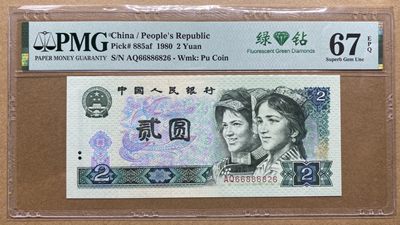 PMG
PAPER MONEY GUARANTY
China / People's Republic
Pick# 885af 1980 2 Yuan
S/N AQ66886826 - Wmk: Pu Coin
绿钻
Fluorescent Green Diamonds
67 EPQ
Superb Gem Unc
中国人民银行
2
贰圆
AQ66886826
2
2